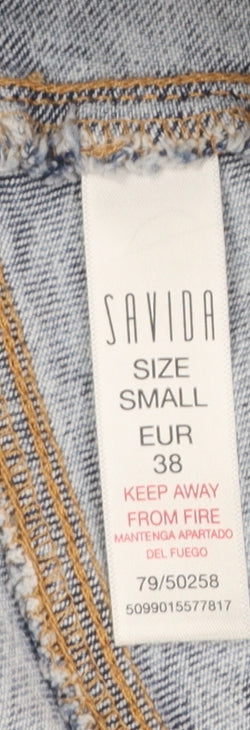 SAVIDA
SIZE
SMALL
EUR
38
KEEP AWAY
FROM FIRE
MANTENGA APARTADO
DEL FUEGO
79/50258
5099015577817